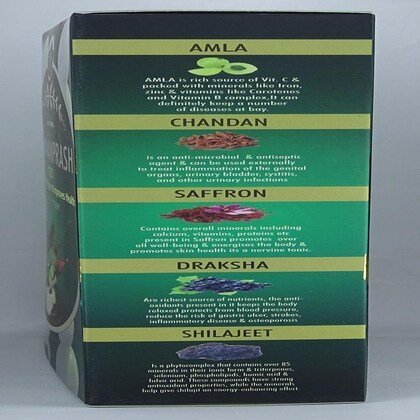 PRASH
AMLA
AMLA is rich source of Vit. C &
packed with minerals like Iron,
zinc & vitamins like Carotenes
and Vitamin B complex,It can
definitely keep a number
of diseases at bay.
CHANDAN
is an anti-microbial & antiseptic
agent & can be used externally
to treat inflammation of the genital
organs, urinary bladder, cystitis,
and other urinary infections
SAFFRON
Contains overall minerals including
calcium, vitamins, proteins etc
present in Saffron promotes over
all well-being & energises the body &
promotes skin health its a nervine tonic.
DRAKSHA
Are richest source of nutrients, the anti-
oxidants present in it keeps the body
relaxed protects from blood pressure,
reduce the risk of gastric ulcer, strokes,
inflammatory disease & osteoporosis
SHILAJEET
Is a phytocomplex that contains over 85
minerals in their ionic form & triterpenes,
selenium, phospholipids, humic acid &
fulvic acid. These compounds have strong
antioxidant properties, while the minerals
help give shilajit an energy-enhancing effect.